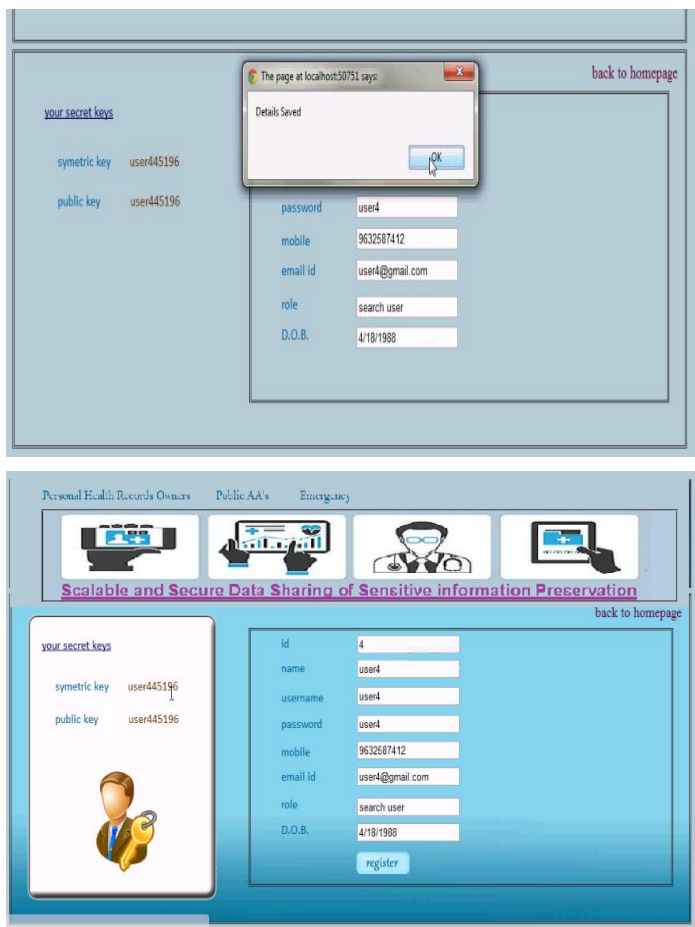 The page at localhost:50751 says:
back to homepage
Details Saved
OK
your secret keys
symetric key user445196
public key user445196
password user4
mobile 9632587412
email id user4@gmail.com
role search user
D.O.B. 4/18/1988
Personal Health Records Owners Public AA's Emergency
Scalable and Secure Data Sharing of Sensitive information Preservation
back to homepage
your secret keys
symetric key user445196
public key user445196
id 4
name user4
username user4
password user4
mobile 9632587412
email id user4@gmail.com
role search user
D.O.B. 4/18/1988
register